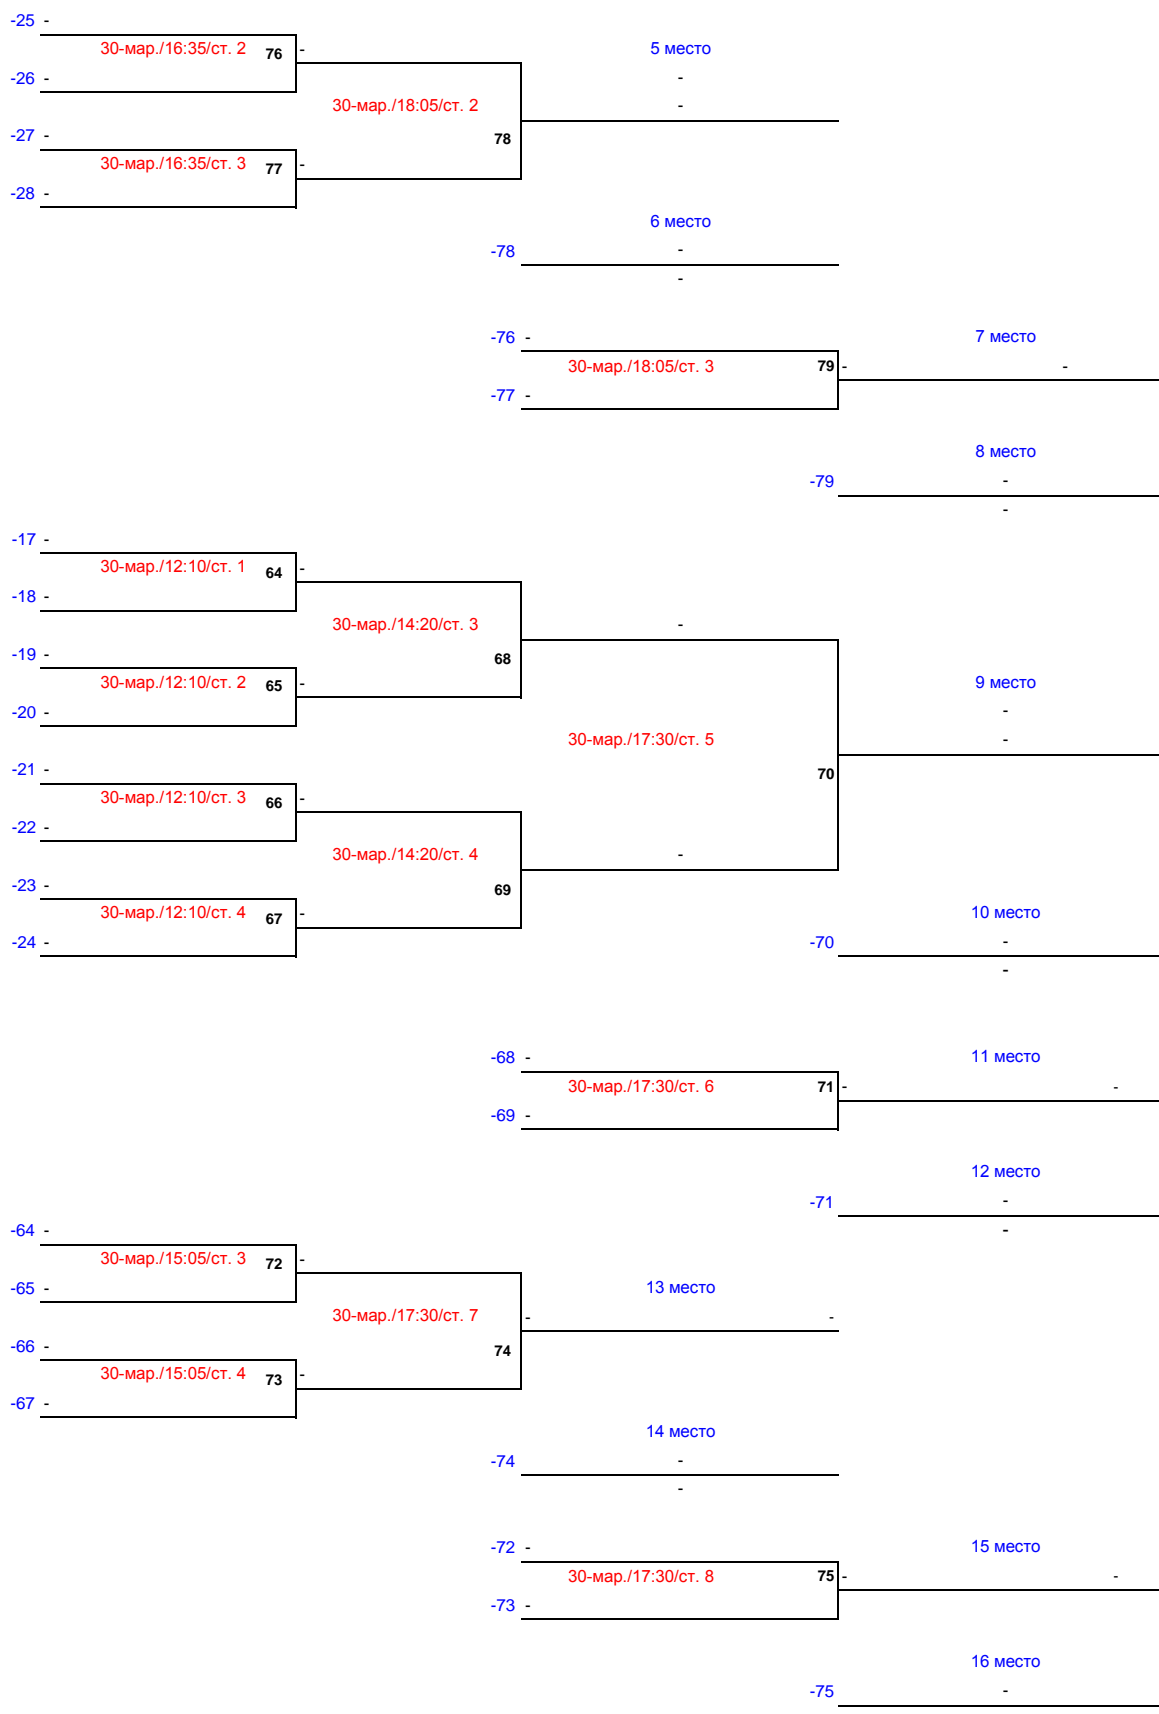 -25 -
30-мар./16:35/ст. 2 76 - 5 место
-26 - -
30-мар./18:05/ст. 2 -
-27 - 78
30-мар./16:35/ст. 3 77 -
-28 -
6 место
-78 -
-
-76 - 7 место
30-мар./18:05/ст. 3 79 - -
-77 -
8 место
-79 -
-
-17 -
30-мар./12:10/ст. 1 64 -
-18 -
30-мар./14:20/ст. 3 -
-19 - 68
30-мар./12:10/ст. 2 65 - 9 место
-20 - -
30-мар./17:30/ст. 5 -
-21 - 70
30-мар./12:10/ст. 3 66 -
-22 -
30-мар./14:20/ст. 4 -
-23 - 69
30-мар./12:10/ст. 4 67 - 10 место
-24 - -70 -
-
-68 - 11 место
30-мар./17:30/ст. 6 71 - -
-69 -
12 место
-71 -
-64 - -
30-мар./15:05/ст. 3 72 -
-65 - 13 место
30-мар./17:30/ст. 7 - -
-66 - 74
30-мар./15:05/ст. 4 73 -
-67 -
14 место
-74 -
-
-72 - 15 место
30-мар./17:30/ст. 8 75 - -
-73 -
16 место
-75 -